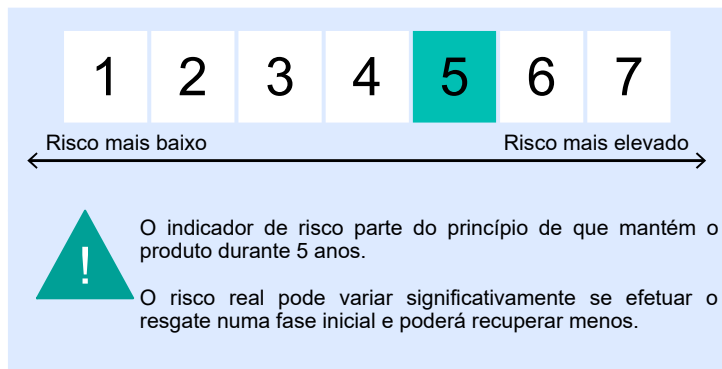 1 2 3 4 5 6 7
Risco mais baixo Risco mais elevado
! O indicador de risco parte do princípio de que mantém o
produto durante 5 anos.
O risco real pode variar significativamente se efetuar o
resgate numa fase inicial e poderá recuperar menos.